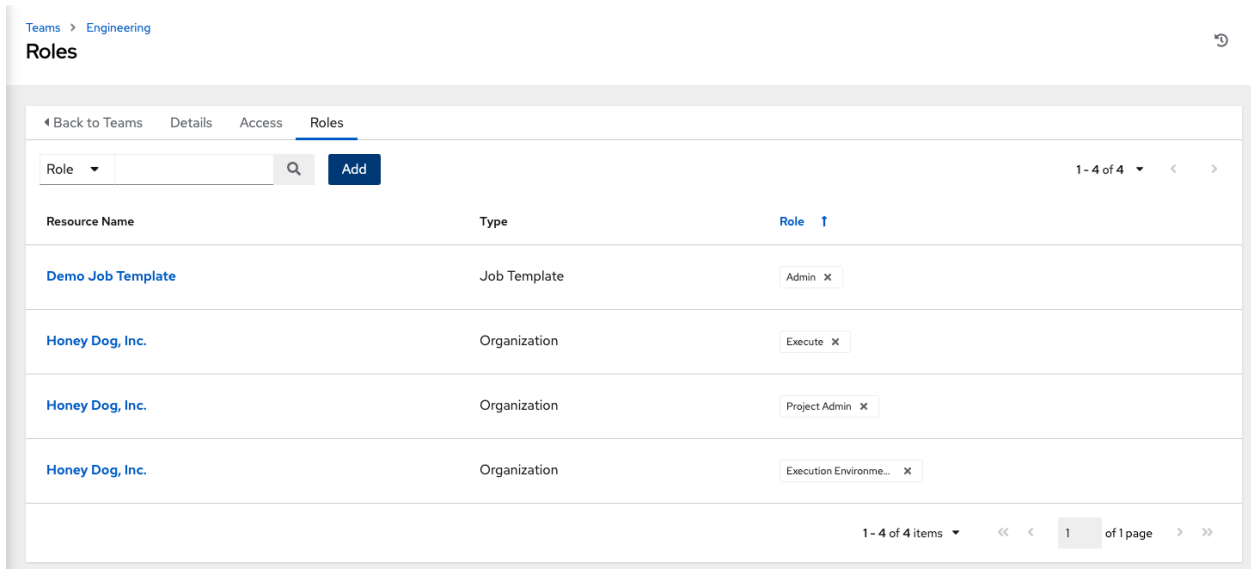 Teams > Engineering
Roles
Back to Teams Details Access Roles
Role Add 1 - 4 of 4
Resource Name Type Role
Demo Job Template Job Template Admin
Honey Dog, Inc. Organization Execute
Honey Dog, Inc. Organization Project Admin
Honey Dog, Inc. Organization Execution Environme...
1 - 4 of 4 items 1 of 1 page